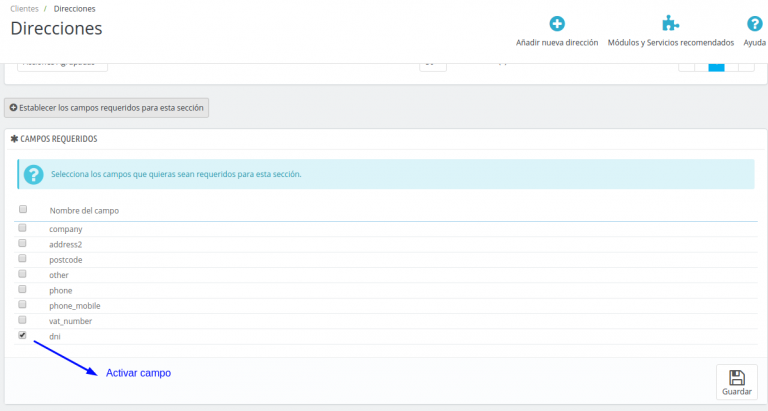 Clientes / Direcciones
Direcciones
Añadir nueva dirección
Módulos y Servicios recomendados
Ayuda
Establecer los campos requeridos para esta sección
CAMPOS REQUERIDOS
Selecciona los campos que quieras sean requeridos para esta sección.
Nombre del campo
company
address2
postcode
other
phone
phone_mobile
vat_number
dni
Activar campo
Guardar